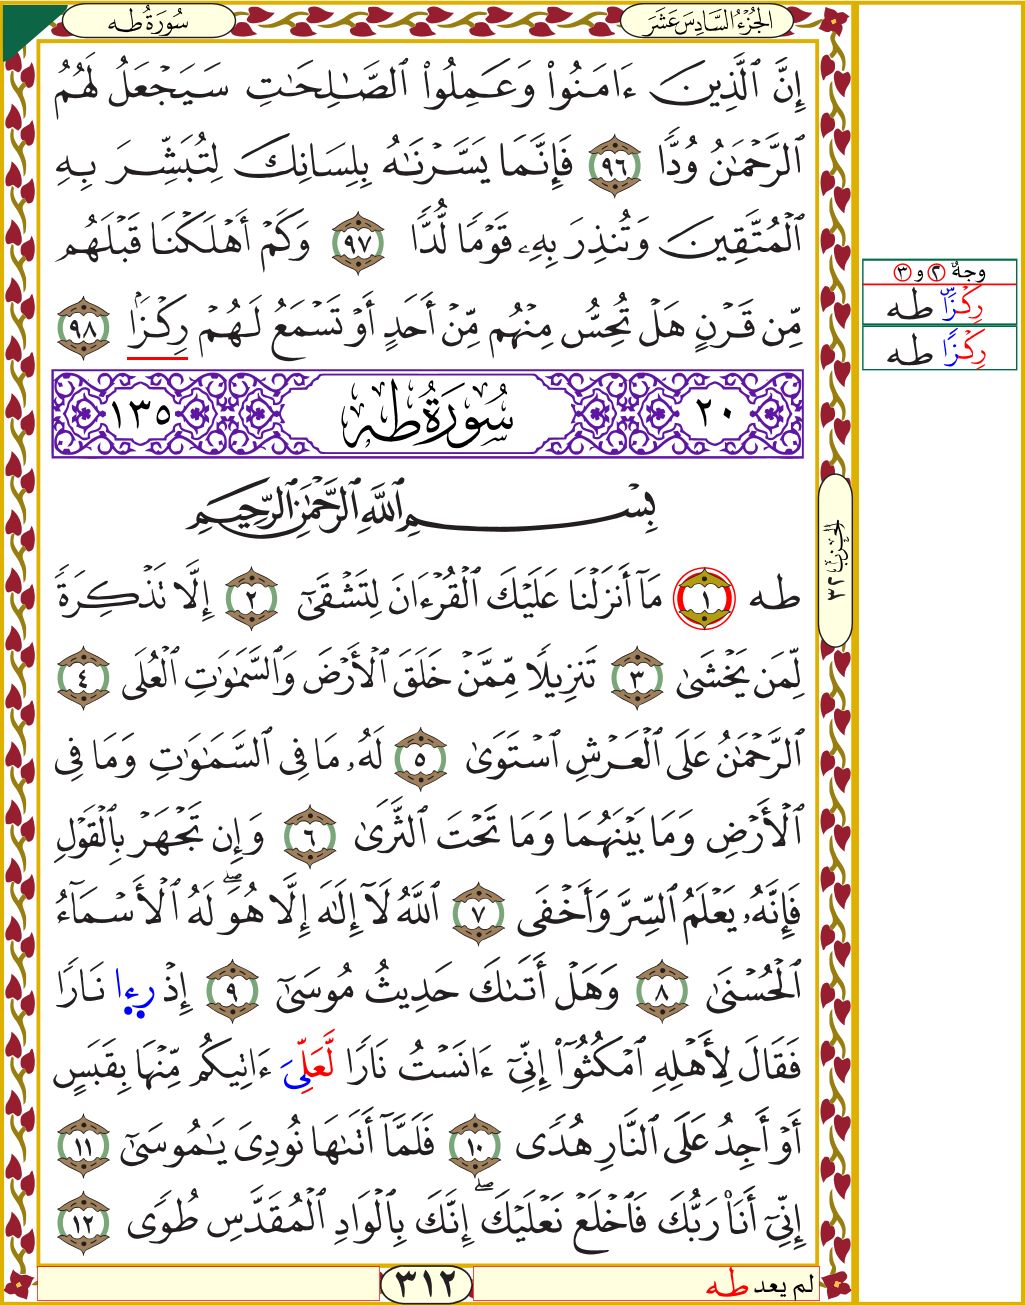 الجُزْءُ السَّادِسَ عَشَرَ
سُورَةُ طه
إِنَّ ٱلَّذِينَ ءَامَنُواْ وَعَمِلُواْ ٱلصَّـٰلِحَـٰتِ سَيَجْعَلُ لَهُمُ
ٱلرَّحْمَـٰنُ وُدًّا ٩٦ فَإِنَّمَا يَسَّرْنَـٰهُ بِلِسَانِكَ لِتُبَشِّرَ بِهِ
ٱلْمُتَّقِينَ وَتُنذِرَ بِهِۦ قَوْمًا لُّدًّا ٩٧ وَكَمْ أَهْلَكْنَا قَبْلَهُم
مِّن قَرْنٍ هَلْ تُحِسُّ مِنْهُم مِّنْ أَحَدٍ أَوْ تَسْمَعُ لَهُمْ رِكْزًا ٩٨
وجهُ ٢ و ٣
رِكْزًا طه
رِكْزًا طه
٢٠ سُورَةُ طه ١٣٥
بِسْمِ ٱللَّهِ ٱلرَّحْمَـٰنِ ٱلرَّحِيمِ
طه ١ مَآ أَنزَلْنَا عَلَيْكَ ٱلْقُرْءَانَ لِتَشْقَىٰٓ ٢ إِلَّا تَذْكِرَةً
لِّمَن يَخْشَىٰ ٣ تَنزِيلًا مِّمَّنْ خَلَقَ ٱلْأَرْضَ وَٱلسَّمَـٰوَٰتِ ٱلْعُلَى ٤
ٱلرَّحْمَـٰنُ عَلَى ٱلْعَرْشِ ٱسْتَوَىٰ ٥ لَهُۥ مَا فِى ٱلسَّمَـٰوَٰتِ وَمَا فِى
ٱلْأَرْضِ وَمَا بَيْنَهُمَا وَمَا تَحْتَ ٱلثَّرَىٰ ٦ وَإِن تَجْهَرْ بِٱلْقَوْلِ
فَإِنَّهُۥ يَعْلَمُ ٱلسِّرَّ وَأَخْفَى ٧ ٱللَّهُ لَآ إِلَـٰهَ إِلَّا هُوَ ۖ لَهُ ٱلْأَسْمَآءُ
ٱلْحُسْنَىٰ ٨ وَهَلْ أَتَىٰكَ حَدِيثُ مُوسَىٰٓ ٩ إِذْ رِءا نَارًا
فَقَالَ لِأَهْلِهِ ٱمْكُثُوٓاْ إِنِّىٓ ءَانَسْتُ نَارًا لَّعَلِّىَ ءَاتِيكُم مِّنْهَا بِقَبَسٍ
أَوْ أَجِدُ عَلَى ٱلنَّارِ هُدًى ١٠ فَلَمَّآ أَتَىٰهَا نُودِىَ يَـٰمُوسَىٰٓ ١١
إِنِّىٓ أَنَا۠ رَبُّكَ فَٱخْلَعْ نَعْلَيْكَ ۖ إِنَّكَ بِٱلْوَادِ ٱلْمُقَدَّسِ طُوًى ١٢
الحِزْبُ ٣٢
لم يعد طه
٣١٢